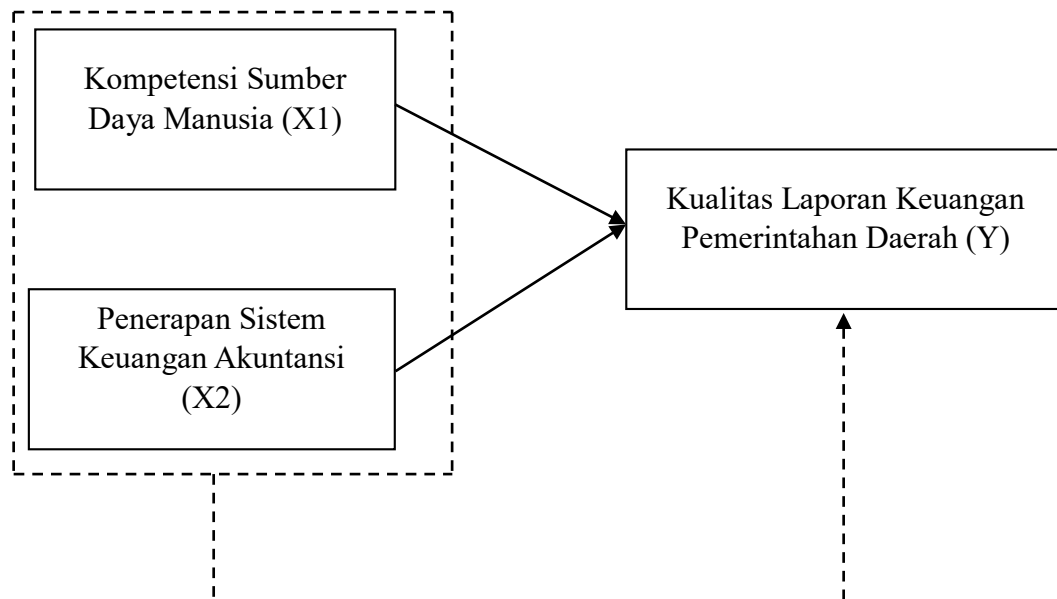 Kompetensi Sumber
Daya Manusia (X1)
Kualitas Laporan Keuangan
Pemerintahan Daerah (Y)
Penerapan Sistem
Keuangan Akuntansi
(X2)